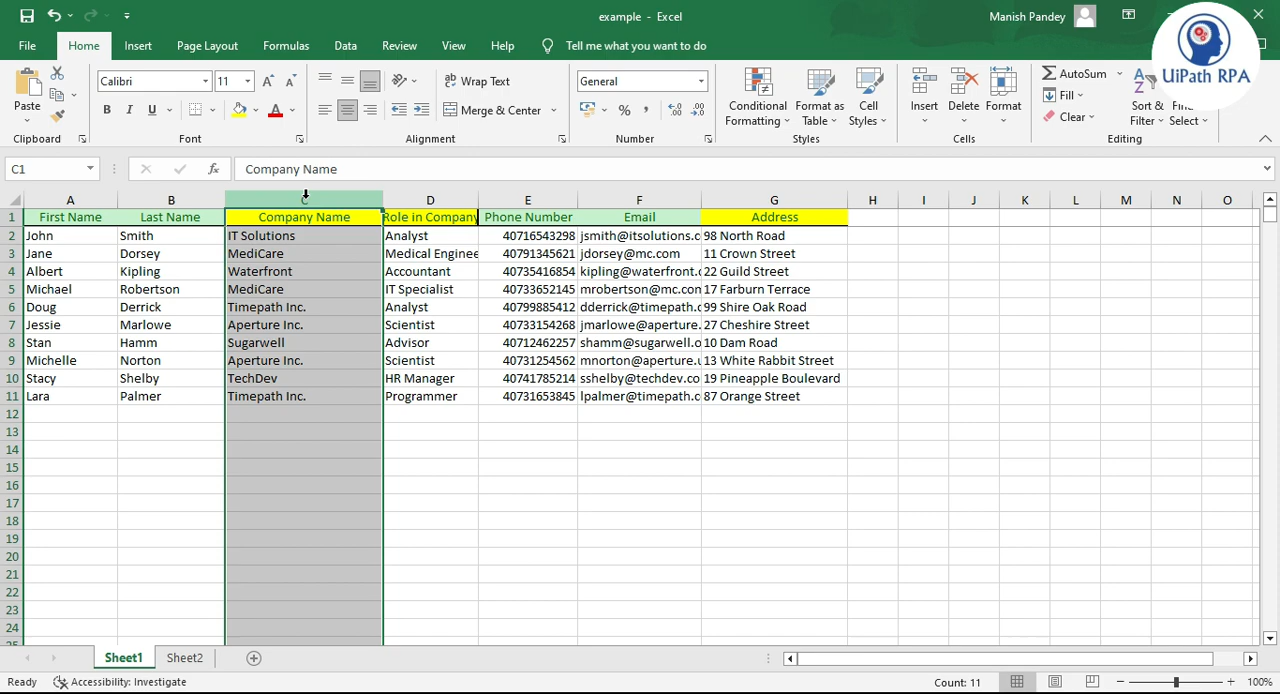 example - Excel
Manish Pandey
File Home Insert Page Layout Formulas Data Review View Help Tell me what you want to do
UiPath RPA
Paste
Calibri 11
B I U
Wrap Text
Merge & Center
General
%
Conditional Formatting
Format as Table
Cell Styles
Insert Delete Format
AutoSum
Fill
Clear
Sort & Filter
Select
Clipboard Font Alignment Number Styles Cells Editing
C1 fx Company Name
A B C D E F G H I J K L M N O
1 First Name Last Name Company Name Role in Company Phone Number Email Address
2 John Smith IT Solutions Analyst 40716543298 jsmith@itsolutions.c 98 North Road
3 Jane Dorsey MediCare Medical Enginee 40791345621 jdorsey@mc.com 11 Crown Street
4 Albert Kipling Waterfront Accountant 40735416854 kipling@waterfront. 22 Guild Street
5 Michael Robertson MediCare IT Specialist 40733652145 mrobertson@mc.con 17 Farburn Terrace
6 Doug Derrick Timepath Inc. Analyst 40799885412 dderrick@timepath. 99 Shire Oak Road
7 Jessie Marlowe Aperture Inc. Scientist 40733154268 jmarlowe@aperture. 27 Cheshire Street
8 Stan Hamm Sugarwell Advisor 40712462257 shamm@sugarwell.o 10 Dam Road
9 Michelle Norton Aperture Inc. Scientist 40731254562 mnorton@aperture.u 13 White Rabbit Street
10 Stacy Shelby TechDev HR Manager 40741785214 sshelby@techdev.co 19 Pineapple Boulevard
11 Lara Palmer Timepath Inc. Programmer 40731653845 lpalmer@timepath.c 87 Orange Street
12
13
14
15
16
17
18
19
20
21
22
23
24
Sheet1 Sheet2
Ready Accessibility: Investigate Count: 11 100%